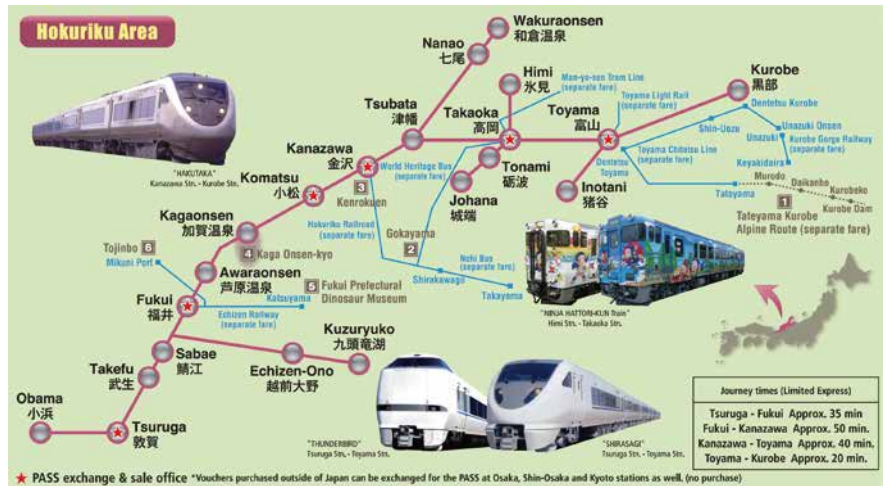 Hokuriku Area
Wakuraonsen
和倉温泉
Nanao
七尾
Himi
氷見
Man-yo-sen Tram Line
(separate fare)
Toyama Light Rail
(separate fare)
Kurobe
黒部
Tsubata
津幡
Takaoka
高岡
Toyama
富山
Dentetsu Kurobe
Shin-Uozu
Unazuki Onsen
Unazuki
Kurobe Gorge Railway
(separate fare)
Keyakidaira
"HAKUTAKA"
Kanazawa Stn. - Kurobe Stn.
Kanazawa
金沢
World Heritage Bus
(separate fare)
Toyama Chitetsu Line
(separate fare)
Dentetsu
Toyama
Tonami
砺波
Komatsu
小松
3
Kenrokuen
Johana
城端
Inotani
猪谷
Tateyama
Murodo
Daikanho
Kurobeko
Kurobe Dam
1
Tateyama Kurobe
Alpine Route (separate fare)
Kagaonsen
加賀温泉
Hokuriku Railroad
(separate fare)
Gokayama
2
4
Kaga Onsen-kyo
Tojinbo 6
Mikuni Port
Nohi Bus
(separate fare)
Shirakawago
Takayama
Awaraonsen
芦原温泉
5
Fukui Prefectural
Dinosaur Museum
Katsuyama
Fukui
福井
Echizen Railway
(separate fare)
"NINJA HATTORI-KUN Train"
Himi Stn. - Takaoka Stn.
Kuzuryuko
九頭竜湖
Sabae
鯖江
Echizen-Ono
越前大野
Takefu
武生
Obama
小浜
Tsuruga
敦賀
"THUNDERBIRD"
Tsuruga Stn. - Toyama Stn.
"SHIRASAGI"
Tsuruga Stn. - Toyama Stn.
Journey times (Limited Express)
Tsuruga - Fukui Approx. 35 min
Fukui - Kanazawa Approx. 50 min.
Kanazawa - Toyama Approx. 40 min.
Toyama - Kurobe Approx. 20 min.
★ PASS exchange & sale office *Vouchers purchased outside of Japan can be exchanged for the PASS at Osaka, Shin-Osaka and Kyoto stations as well. (no purchase)